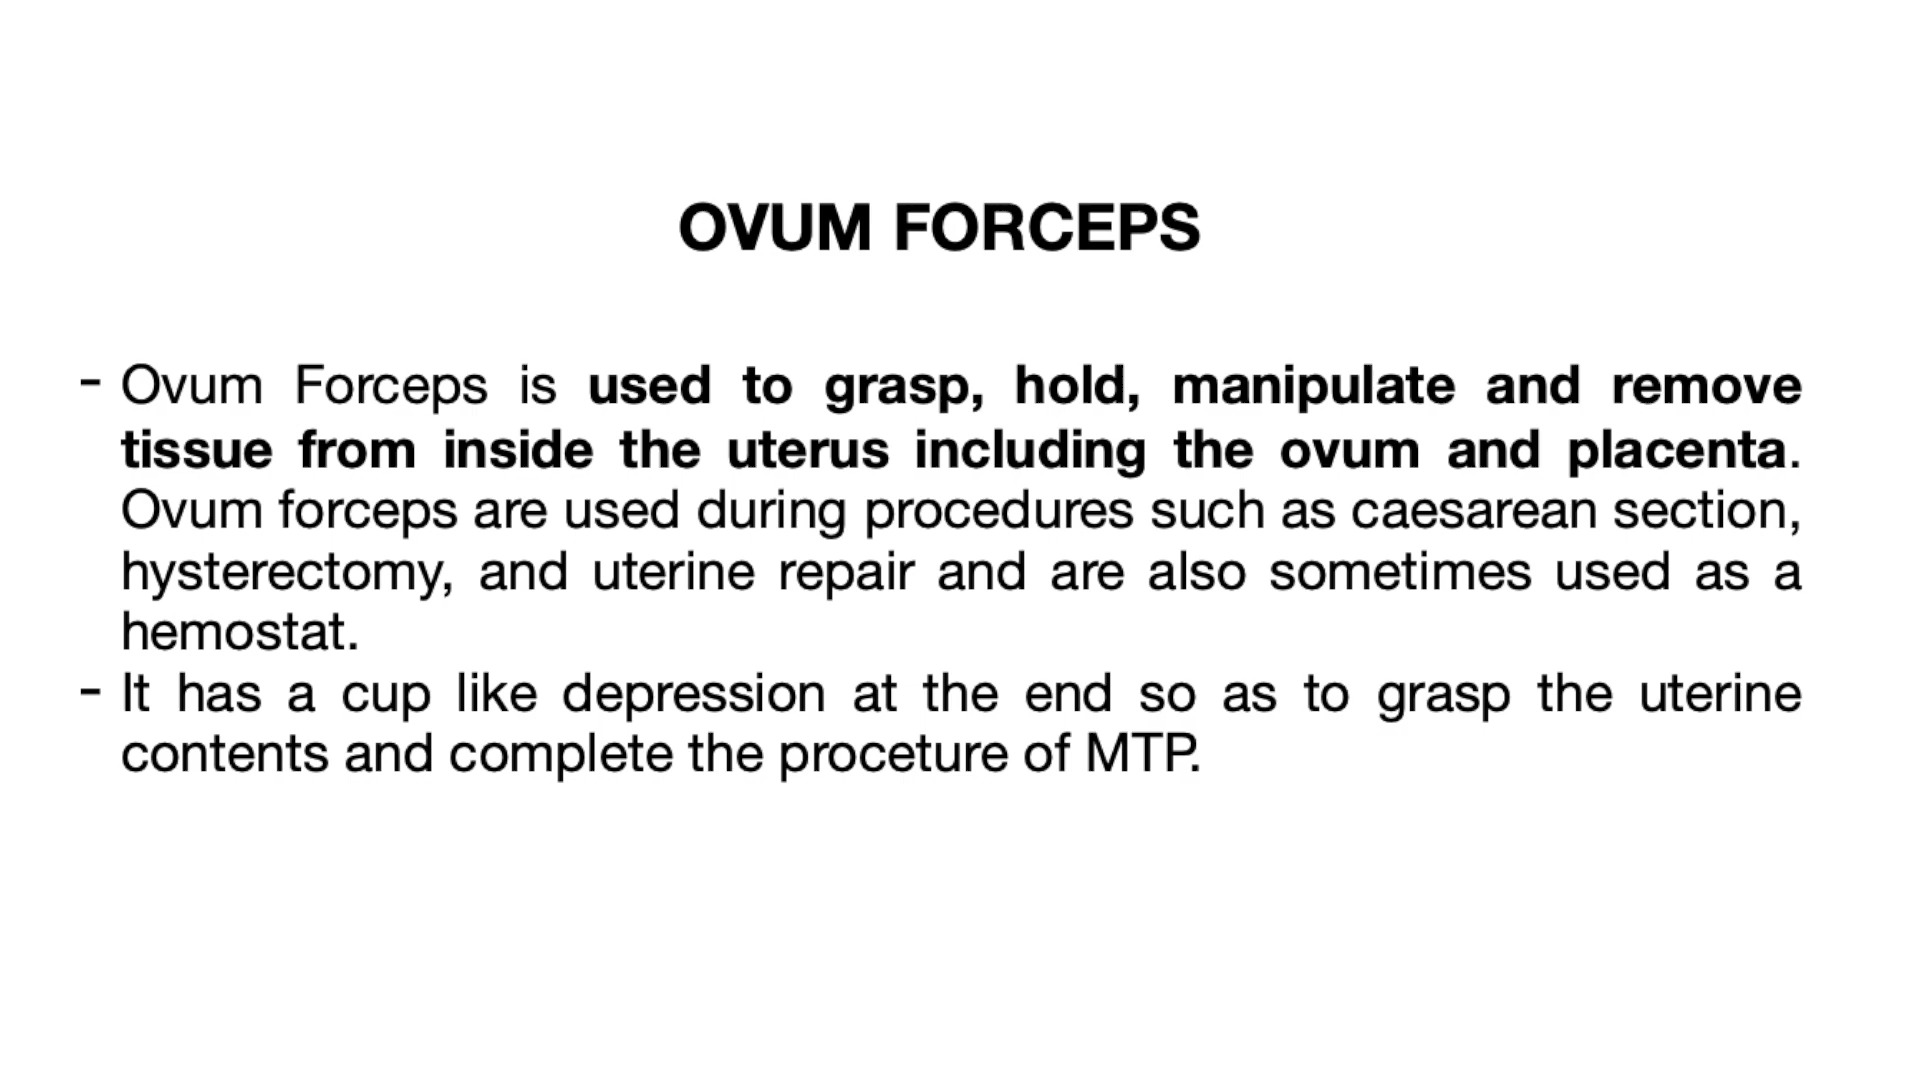 OVUM FORCEPS
- Ovum Forceps is used to grasp, hold, manipulate and remove
tissue from inside the uterus including the ovum and placenta.
Ovum forceps are used during procedures such as caesarean section,
hysterectomy, and uterine repair and are also sometimes used as a
hemostat.
- It has a cup like depression at the end so as to grasp the uterine
contents and complete the proceture of MTP.